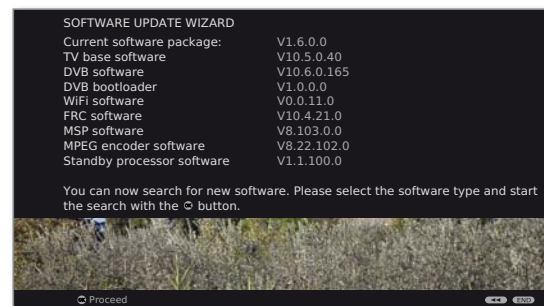 SOFTWARE UPDATE WIZARD
Current software package: V1.6.0.0
TV base software V10.5.0.40
DVB software V10.6.0.165
DVB bootloader V1.0.0.0
WiFi software V0.0.11.0
FRC software V10.4.21.0
MSP software V8.103.0.0
MPEG encoder software V8.22.102.0
Standby processor software V1.1.100.0
You can now search for new software. Please select the software type and start
the search with the OK button.
OK Proceed END